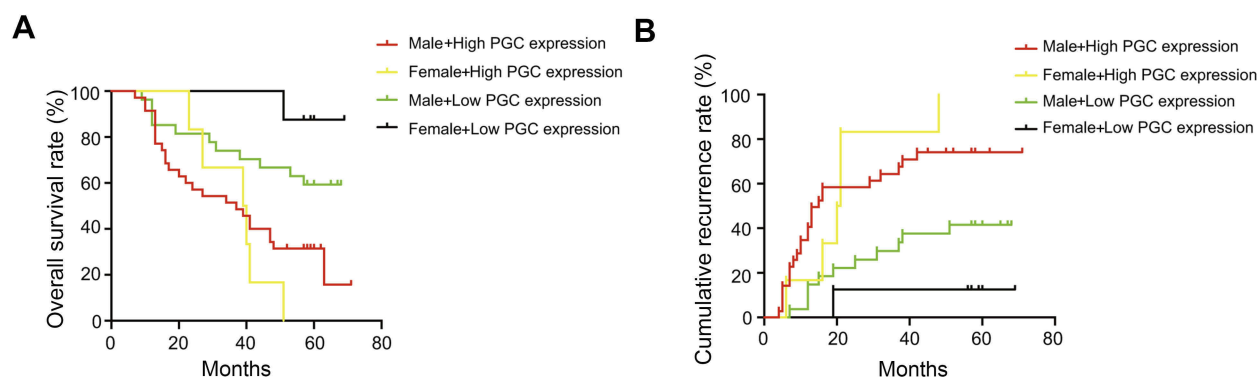 A
Overall survival rate (%)
100
80
60
40
20
0
0 20 40 60 80
Months
Male+High PGC expression
Female+High PGC expression
Male+Low PGC expression
Female+Low PGC expression
B
Cumulative recurrence rate (%)
100
80
60
40
20
0
0 20 40 60 80
Months
Male+High PGC expression
Female+High PGC expression
Male+Low PGC expression
Female+Low PGC expression